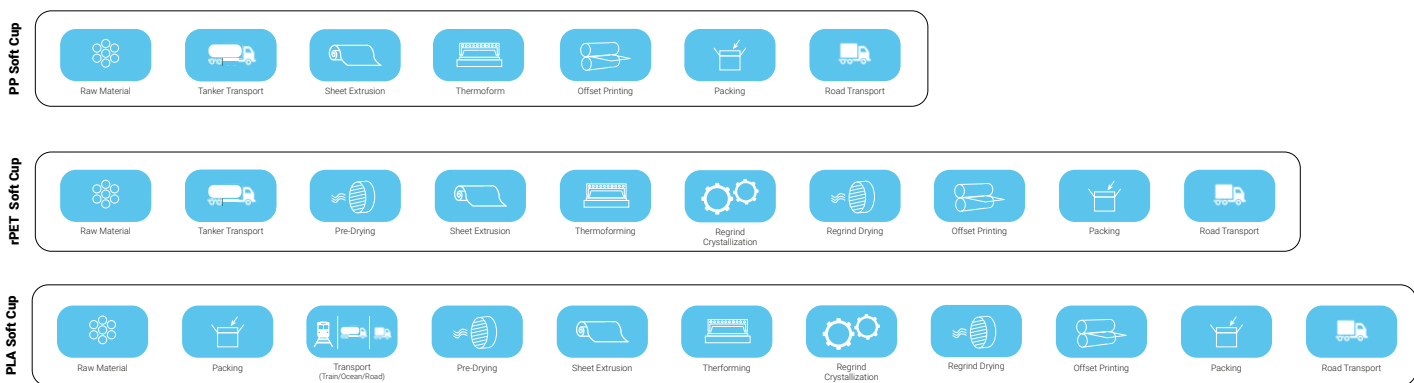 PP Soft Cup
Raw Material
Tanker Transport
Sheet Extrusion
Thermoform
Offset Printing
Packing
Road Transport
rPET Soft Cup
Raw Material
Tanker Transport
Pre-Drying
Sheet Extrusion
Thermoforming
Regrind
Crystallization
Regrind Drying
Offset Printing
Packing
Road Transport
PLA Soft Cup
Raw Material
Packing
Transport
(Train/Ocean/Road)
Pre-Drying
Sheet Extrusion
Therforming
Regrind
Crystallization
Regrind Drying
Offset Printing
Packing
Road Transport